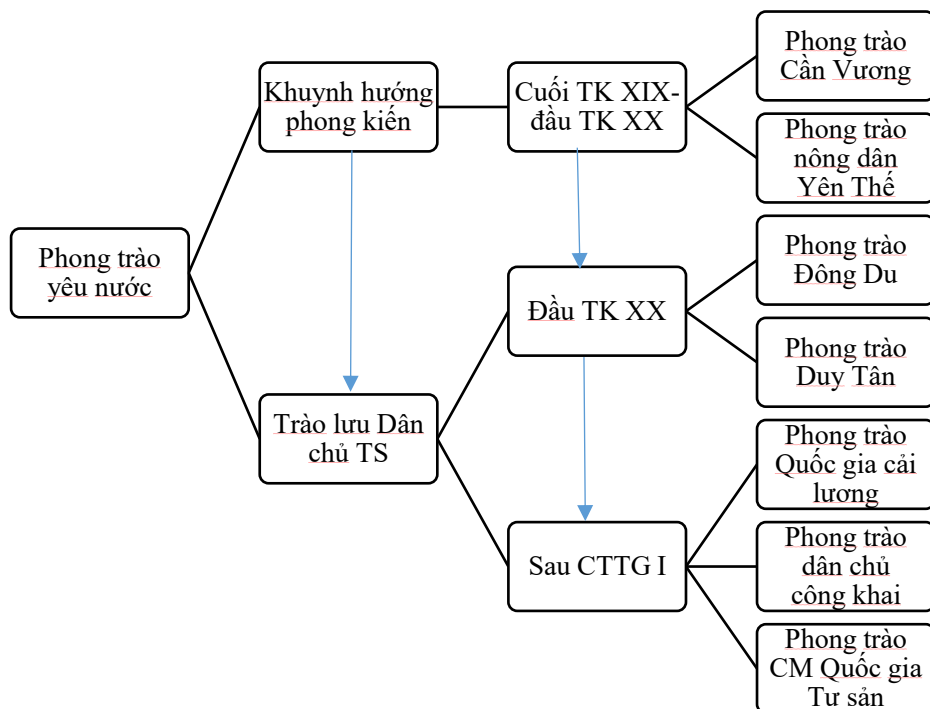 Phong trào
yêu nước
Khuynh hướng
phong kiến
Cuối TK XIX-
đầu TK XX
Phong trào
Cần Vương
Phong trào
nông dân
Yên Thế
Trào lưu Dân
chủ TS
Đầu TK XX
Phong trào
Đông Du
Phong trào
Duy Tân
Sau CTTG I
Phong trào
Quốc gia cải
lương
Phong trào
dân chủ
công khai
Phong trào
CM Quốc gia
Tư sản